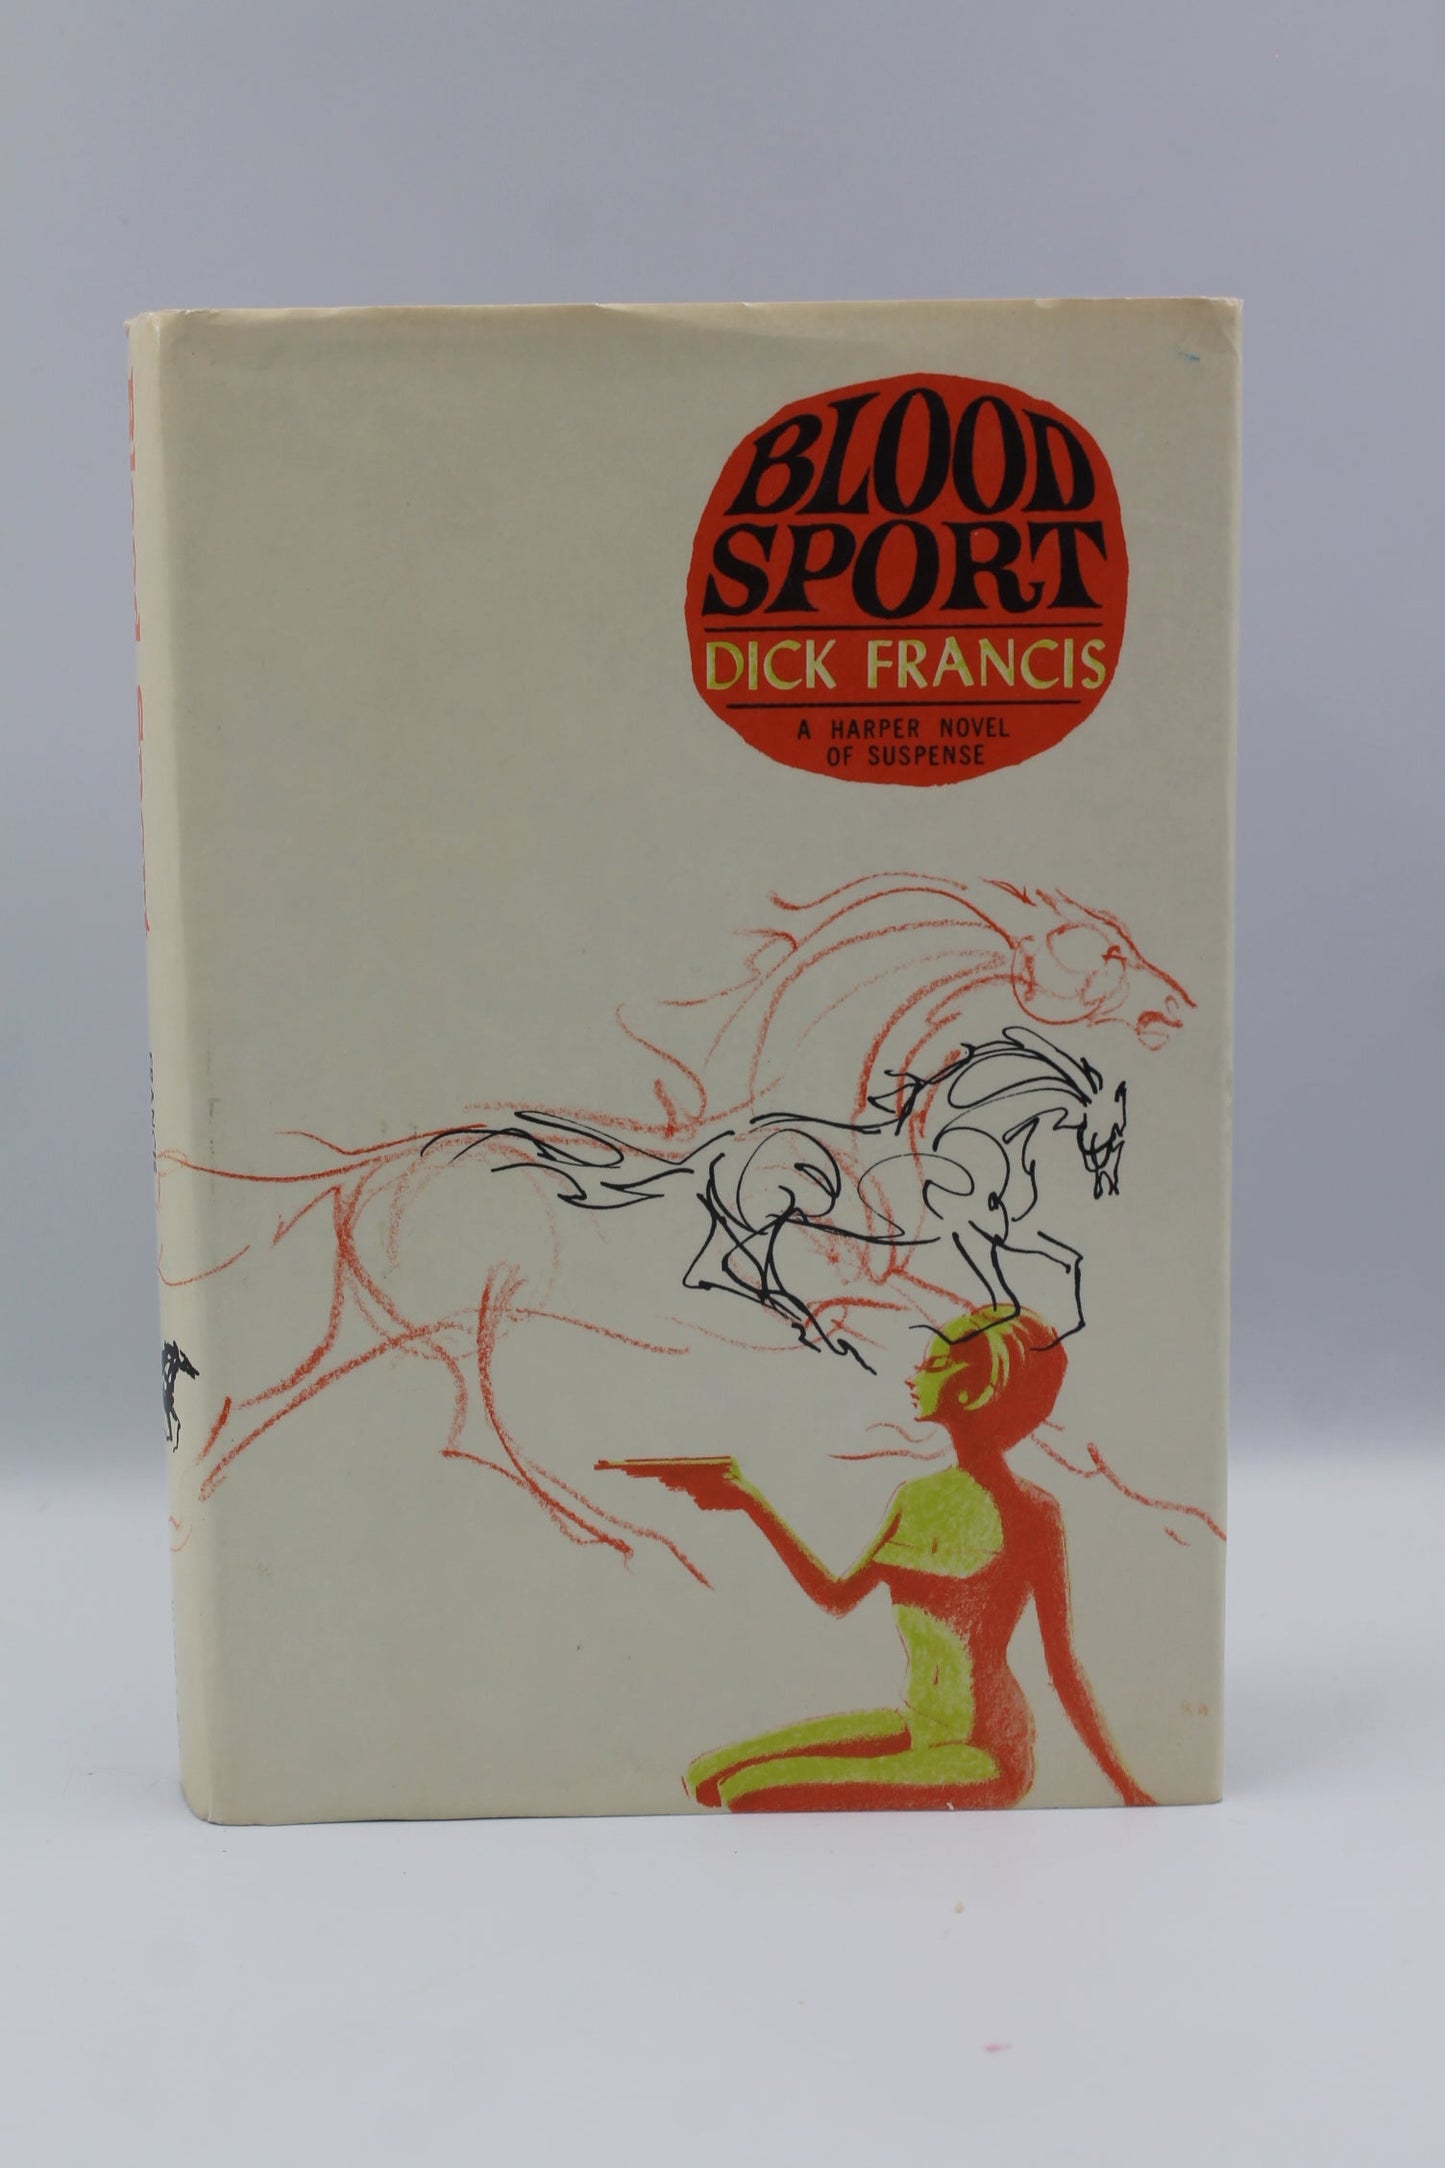 BLOOD
SPORT
DICK FRANCIS
A HARPER NOVEL
OF SUSPENSE